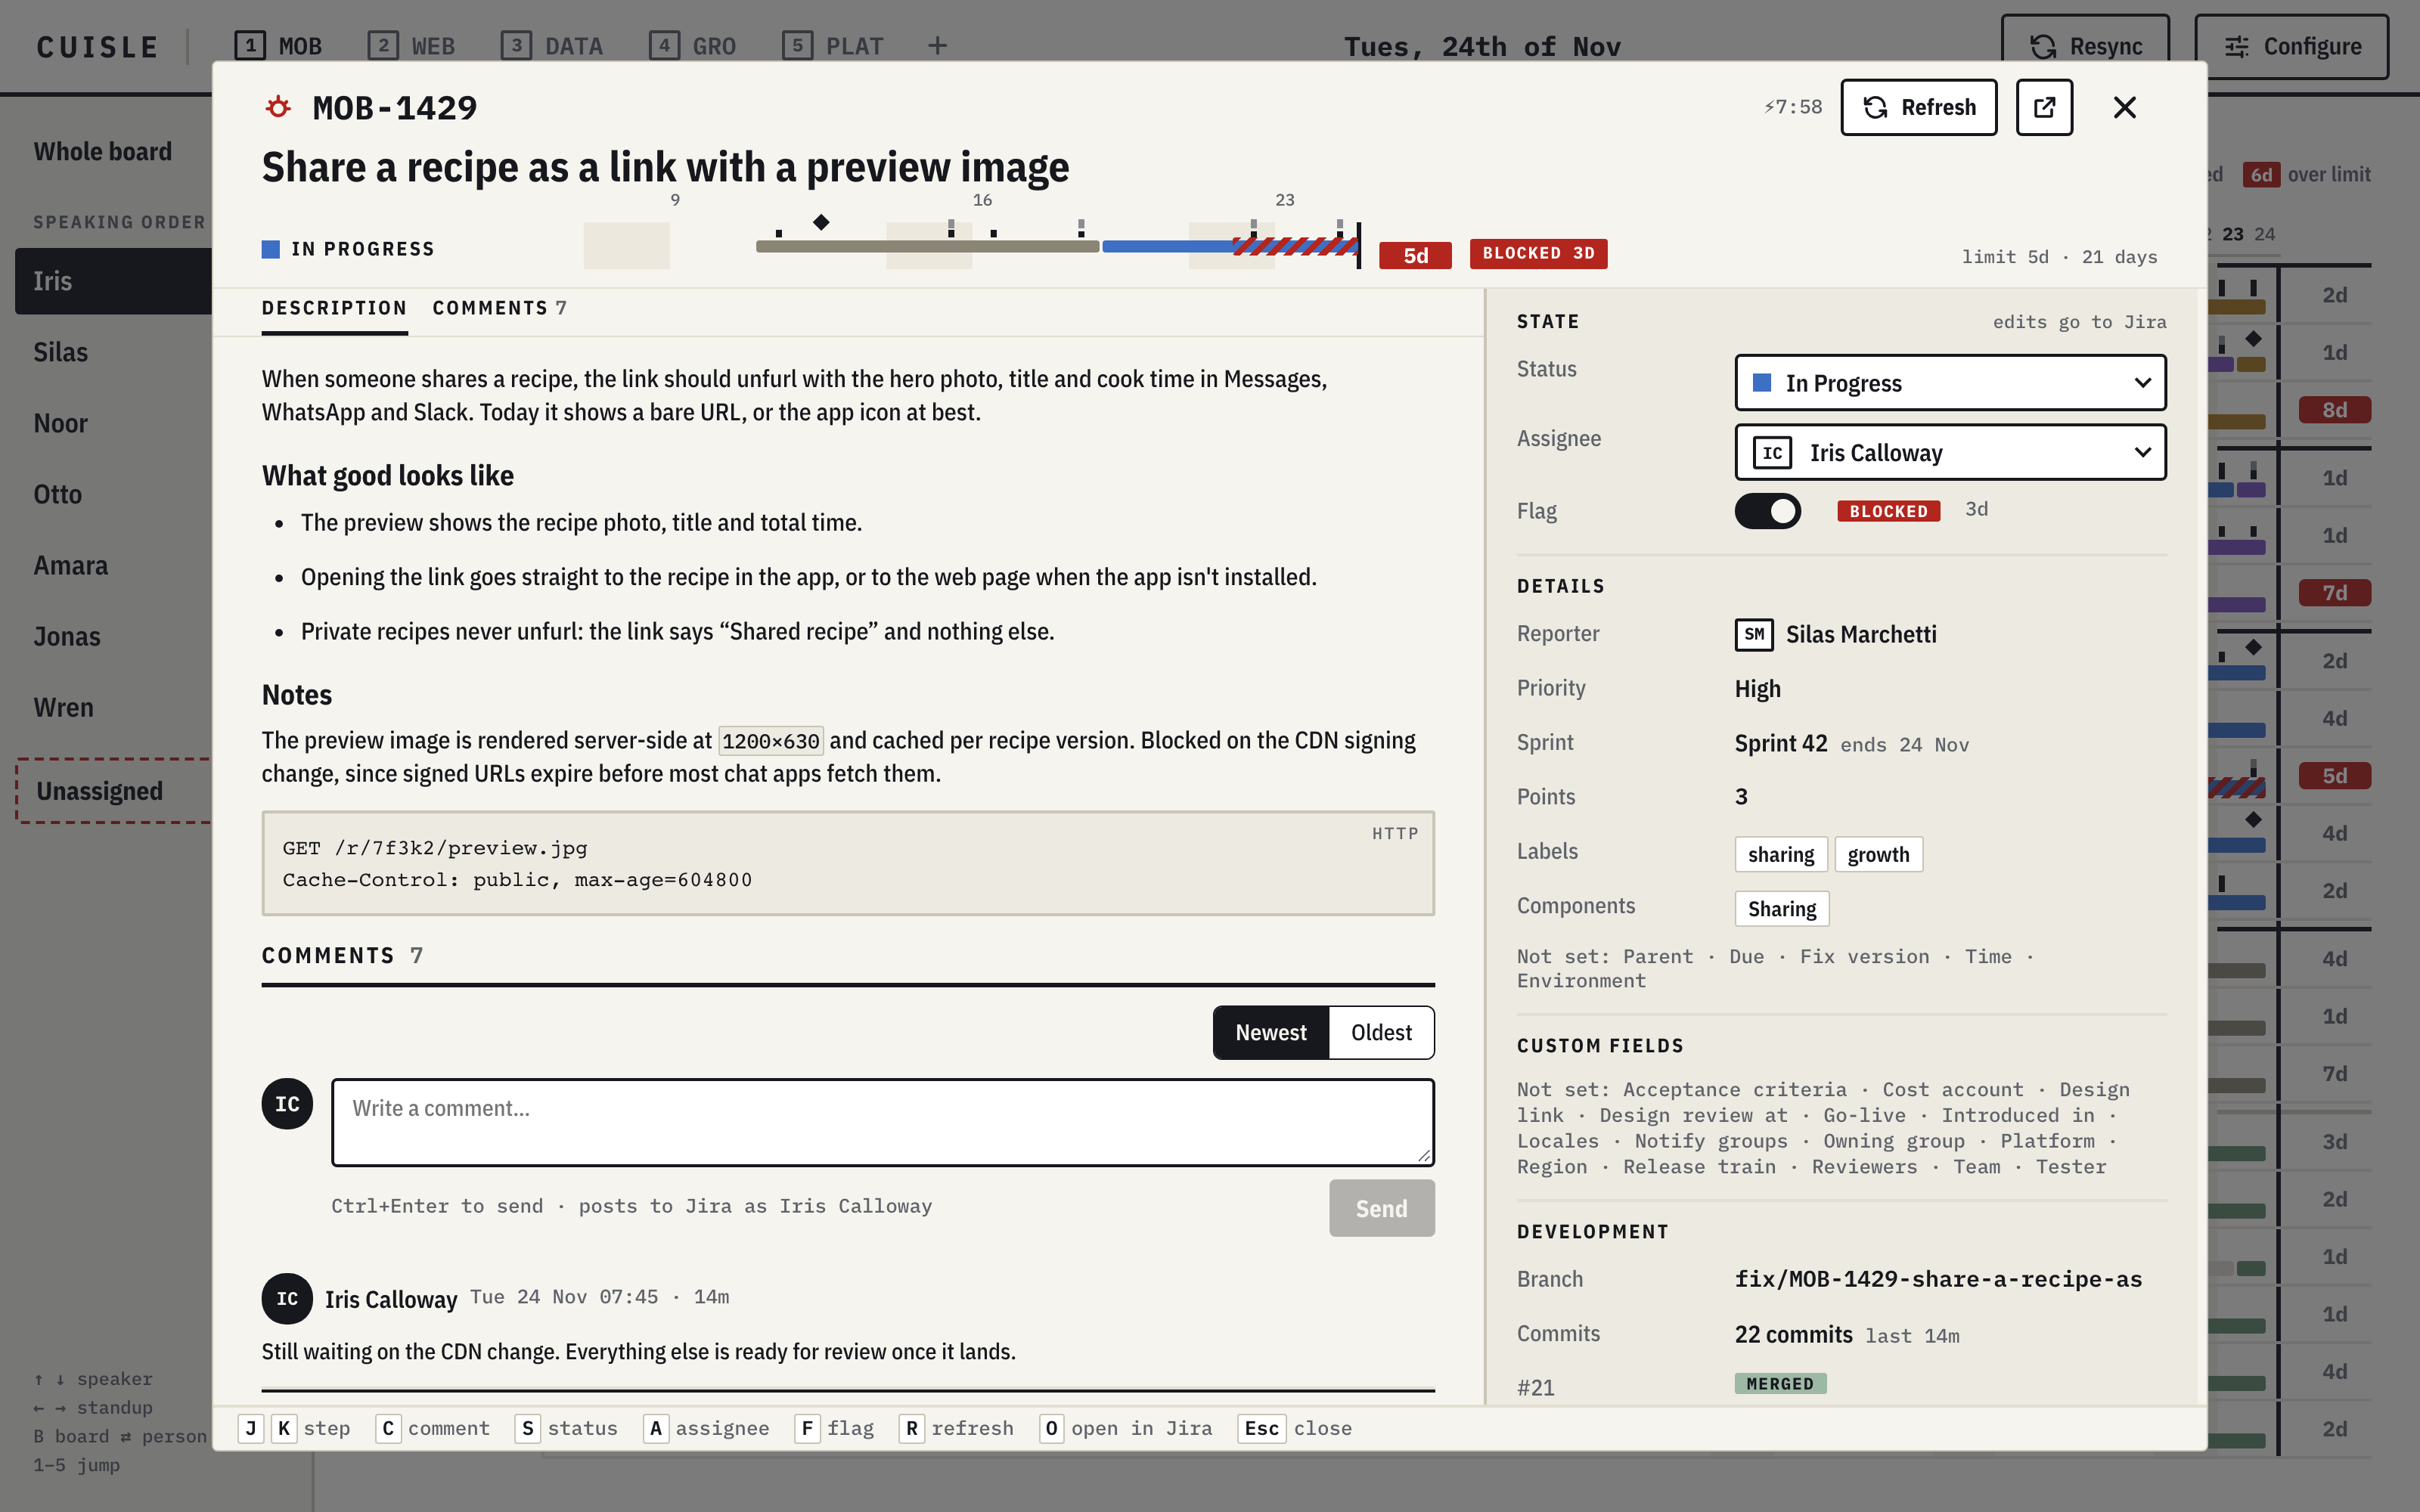 CUISLE
1 MOB
2 WEB
3 DATA
4 GRO
5 PLAT
+
Tues, 24th of Nov
Resync
Configure
Whole board
SPEAKING ORDER
Iris
Silas
Noor
Otto
Amara
Jonas
Wren
Unassigned
↑ ↓ speaker
← → standup
B board ⇄ person
1–5 jump
MOB-1429
⚡7:58
Refresh
Share a recipe as a link with a preview image
9 16 23
IN PROGRESS
5d
BLOCKED 3D
limit 5d · 21 days
DESCRIPTION
COMMENTS 7
When someone shares a recipe, the link should unfurl with the hero photo, title and cook time in Messages,
WhatsApp and Slack. Today it shows a bare URL, or the app icon at best.
What good looks like
• The preview shows the recipe photo, title and total time.
• Opening the link goes straight to the recipe in the app, or to the web page when the app isn't installed.
• Private recipes never unfurl: the link says “Shared recipe” and nothing else.
Notes
The preview image is rendered server-side at 1200×630 and cached per recipe version. Blocked on the CDN signing
change, since signed URLs expire before most chat apps fetch them.
HTTP
GET /r/7f3k2/preview.jpg
Cache-Control: public, max-age=604800
COMMENTS 7
Newest
Oldest
IC
Write a comment...
Ctrl+Enter to send · posts to Jira as Iris Calloway
Send
IC
Iris Calloway Tue 24 Nov 07:45 · 14m
Still waiting on the CDN change. Everything else is ready for review once it lands.
STATE
edits go to Jira
Status
In Progress
Assignee
IC Iris Calloway
Flag
BLOCKED 3d
DETAILS
Reporter
SM Silas Marchetti
Priority
High
Sprint
Sprint 42 ends 24 Nov
Points
3
Labels
sharing growth
Components
Sharing
Not set: Parent · Due · Fix version · Time ·
Environment
CUSTOM FIELDS
Not set: Acceptance criteria · Cost account · Design
link · Design review at · Go-live · Introduced in ·
Locales · Notify groups · Owning group · Platform ·
Region · Release train · Reviewers · Team · Tester
DEVELOPMENT
Branch
fix/MOB-1429-share-a-recipe-as
Commits
22 commits last 14m
#21
MERGED
J K step
C comment
S status
A assignee
F flag
R refresh
O open in Jira
Esc close
6d over limit
23 24
2d
1d
8d
1d
1d
7d
2d
4d
5d
4d
2d
4d
1d
7d
3d
2d
1d
1d
4d
2d